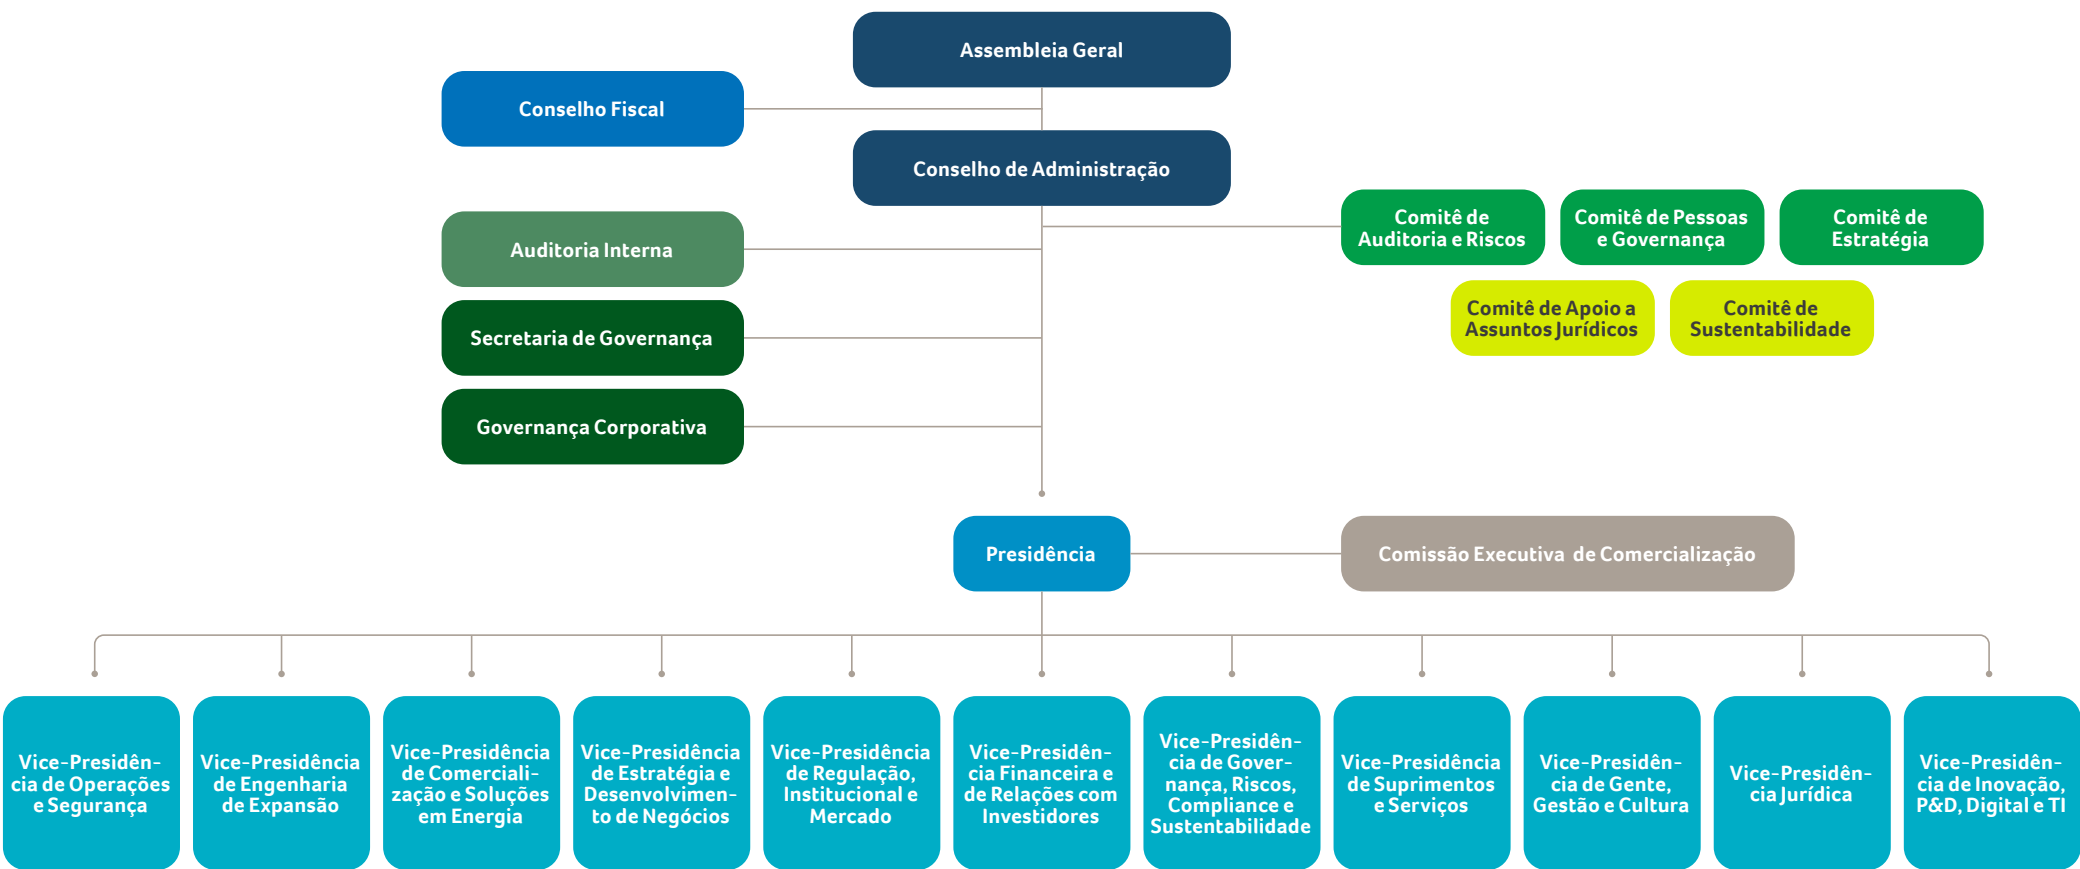 Assembleia Geral
Conselho Fiscal
Conselho de Administração
Comitê de
Auditoria e Riscos
Comitê de Pessoas
e Governança
Comitê de
Estratégia
Auditoria Interna
Comitê de Apoio a
Assuntos Jurídicos
Comitê de
Sustentabilidade
Secretaria de Governança
Governança Corporativa
Presidência
Comissão Executiva de Comercialização
Vice-Presidên-
cia de Operações
e Segurança
Vice-Presidência
de Engenharia
de Expansão
Vice-Presidência
de Comerciali-
zação e Soluções
em Energia
Vice-Presidência
de Estratégia e
Desenvolvimen-
to de Negócios
Vice-Presidência
de Regulação,
Institucional e
Mercado
Vice-Presidên-
cia Financeira e
de Relações com
Investidores
Vice-Presidên-
cia de Gover-
nança, Riscos,
Compliance e
Sustentabilidade
Vice-Presidência
de Suprimentos
e Serviços
Vice-Presidên-
cia de Gente,
Gestão e Cultura
Vice-Presidên-
cia Jurídica
Vice-Presidên-
cia de Inovação,
P&D, Digital e TI